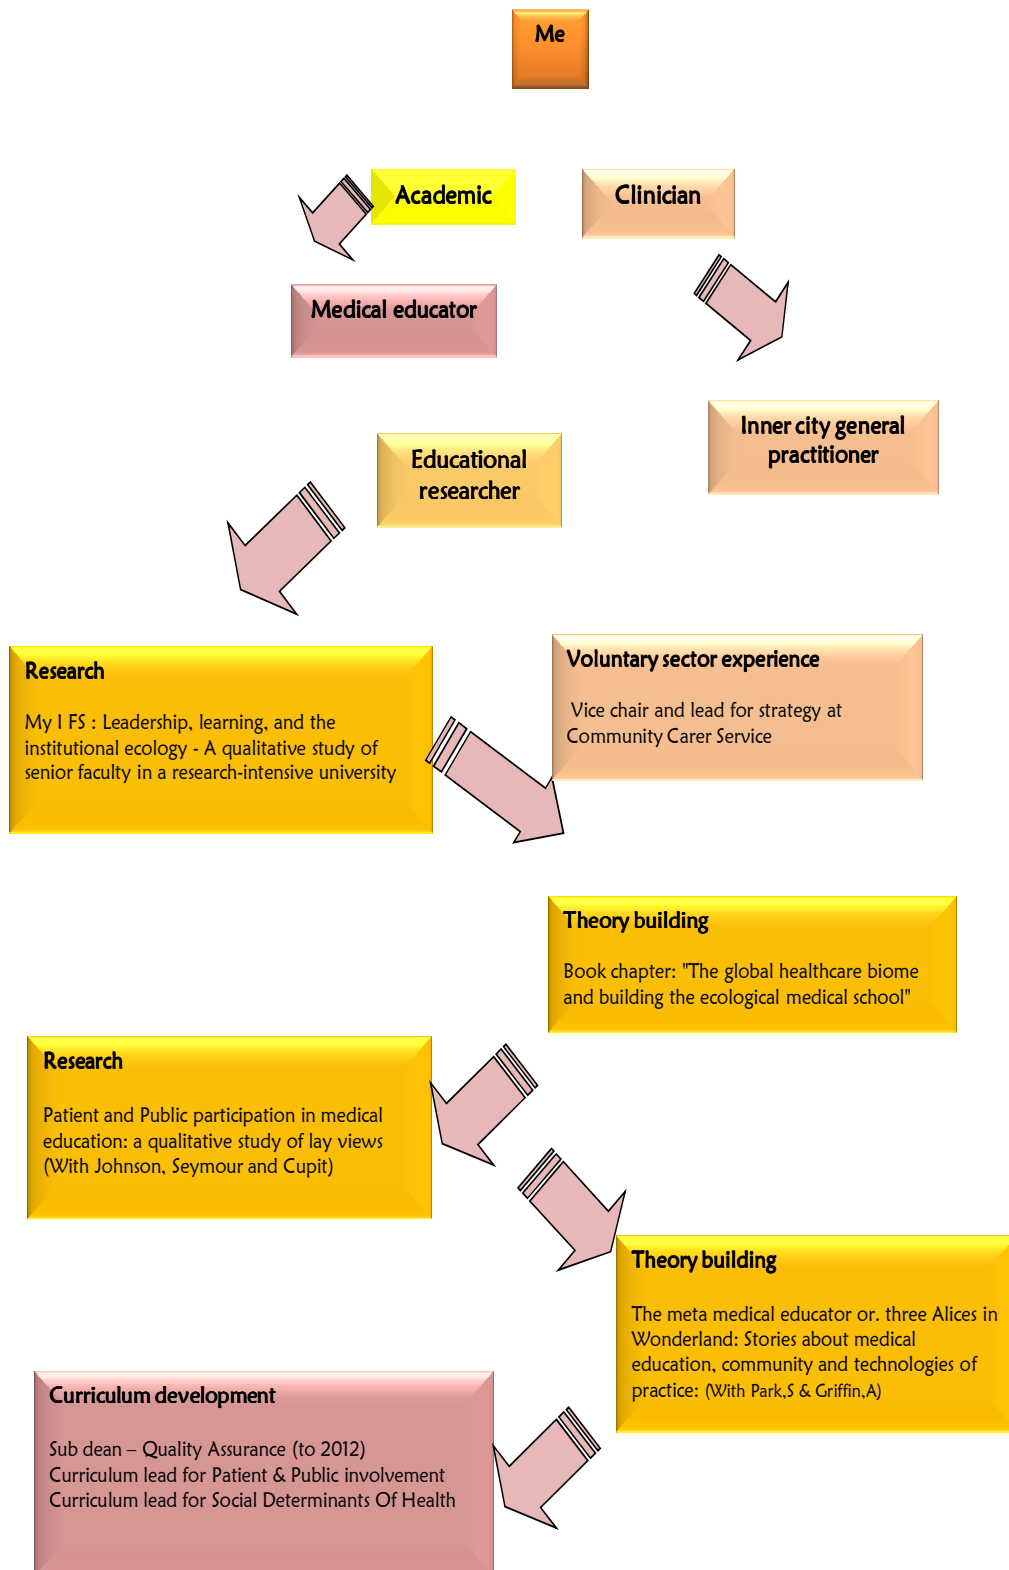 Me
Academic
Clinician
Medical educator
Inner city general
practitioner
Educational
researcher
Research
My I FS : Leadership, learning, and the
institutional ecology - A qualitative study of
senior faculty in a research-intensive university
Voluntary sector experience
Vice chair and lead for strategy at
Community Carer Service
Theory building
Book chapter: "The global healthcare biome
and building the ecological medical school"
Research
Patient and Public participation in medical
education: a qualitative study of lay views
(With Johnson, Seymour and Cupit)
Theory building
The meta medical educator or. three Alices in
Wonderland: Stories about medical
education, community and technologies of
practice: (With Park,S & Griffin,A)
Curriculum development
Sub dean – Quality Assurance (to 2012)
Curriculum lead for Patient & Public involvement
Curriculum lead for Social Determinants Of Health